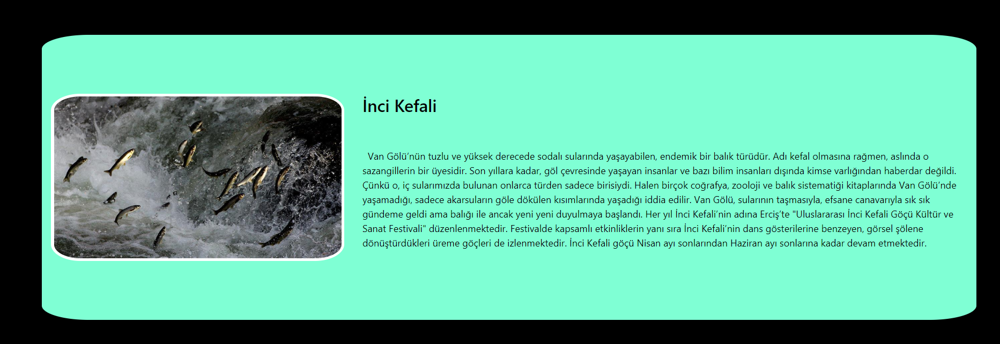 İnci Kefali
Van Gölü’nün tuzlu ve yüksek derecede sodalı sularında yaşayabilen, endemik bir balık türüdür. Adı kefal olmasına rağmen, aslında o
sazangillerin bir üyesidir. Son yıllara kadar, göl çevresinde yaşayan insanlar ve bazı bilim insanları dışında kimse varlığından haberdar değildi.
Çünkü o, iç sularımızda bulunan onlarca türden sadece birisiydi. Halen birçok coğrafya, zooloji ve balık sistematiği kitaplarında Van Gölü’nde
yaşamadığı, sadece akarsuların göle dökülen kısımlarında yaşadığı iddia edilir. Van Gölü, sularının taşmasıyla, efsane canavarıyla sık sık
gündeme geldi ama balığı ile ancak yeni yeni duyulmaya başlandı. Her yıl İnci Kefali’nin adına Erciş’te "Uluslararası İnci Kefali Göçü Kültür ve
Sanat Festivali" düzenlenmektedir. Festivalde kapsamlı etkinliklerin yanı sıra İnci Kefali’nin dans gösterilerine benzeyen, görsel şölene
dönüştürdükleri üreme göçleri de izlenmektedir. İnci Kefali göçü Nisan ayı sonlarından Haziran ayı sonlarına kadar devam etmektedir.